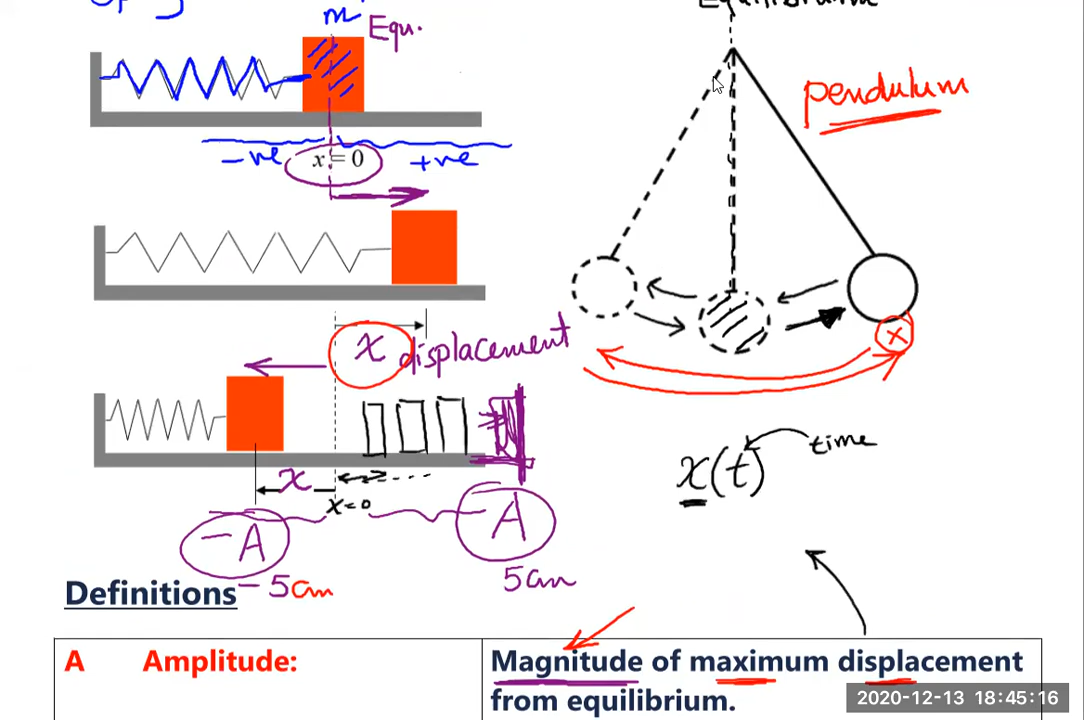 Equilibrium
m
Equ.
pendulum
-ve
x = 0
+ve
x displacement
x(t)
time
x
x=0
-A
A
- 5cm
5cm
Definitions
A Amplitude:
Magnitude of maximum displacement
from equilibrium.
x
2020-12-13 18:45:16